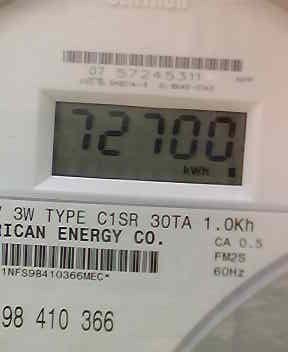 07 57245311
72700
kWh
3W TYPE C1SR 30TA 1.0Kh
RICAN ENERGY CO.
CA 0.5
FM2S
60Hz
1NFS98410366MEC*
98 410 366